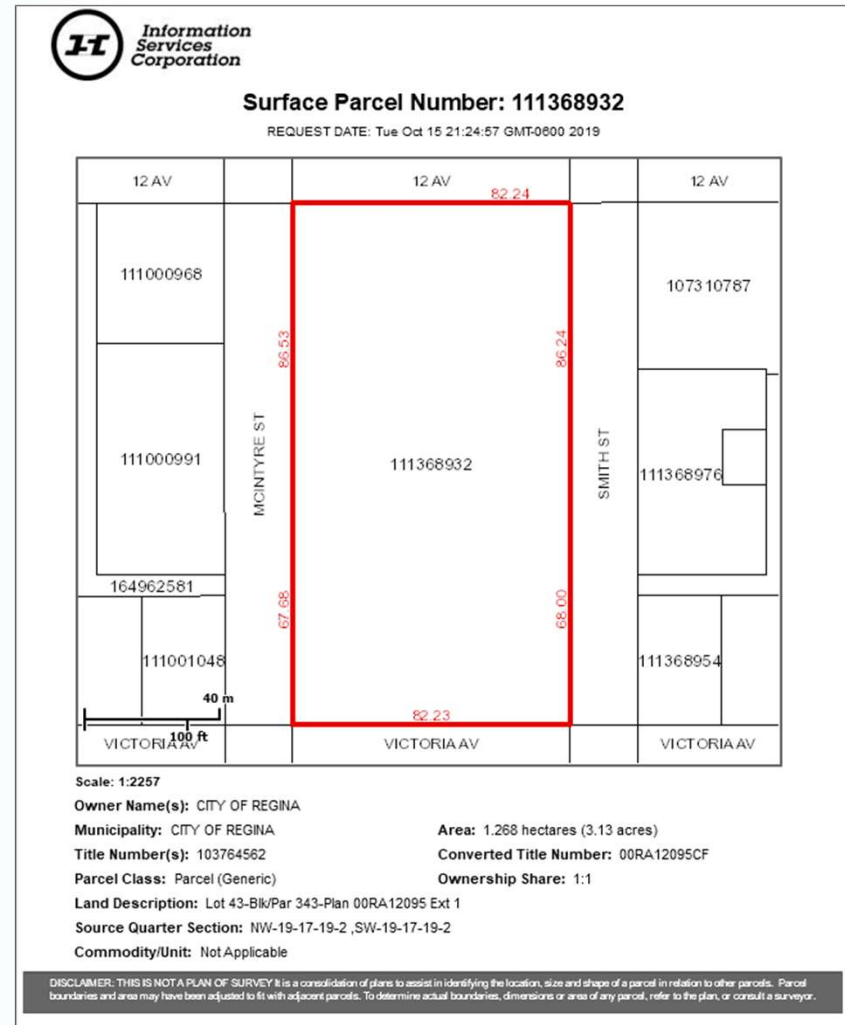 Information
Services
Corporation
Surface Parcel Number: 111368932
REQUEST DATE: Tue Oct 15 21:24:57 GMT-0600 2019
12 AV 12 AV 12 AV
82.24
111000968
107310787
86.53
86.24
MCINTYRE ST
SMITH ST
111000991
111368932
111368976
164962581
67.68
68.00
111001048
111368954
40 m
100 ft
82.23
VICTORIA AV VICTORIA AV VICTORIA AV
Scale: 1:2257
Owner Name(s): CITY OF REGINA
Municipality: CITY OF REGINA Area: 1.268 hectares (3.13 acres)
Title Number(s): 103764562 Converted Title Number: 00RA12095CF
Parcel Class: Parcel (Generic) Ownership Share: 1:1
Land Description: Lot 43-Blk/Par 343-Plan 00RA12095 Ext 1
Source Quarter Section: NW-19-17-19-2 ,SW-19-17-19-2
Commodity/Unit: Not Applicable
DISCLAIMER: THIS IS NOT A PLAN OF SURVEY It is a consolidation of plans to assist in identifying the location, size and shape of a parcel in relation to other parcels. Parcel
boundaries and area may have been adjusted to fit with adjacent parcels. To determine actual boundaries, dimensions or area of any parcel, refer to the plan, or consult a surveyor.